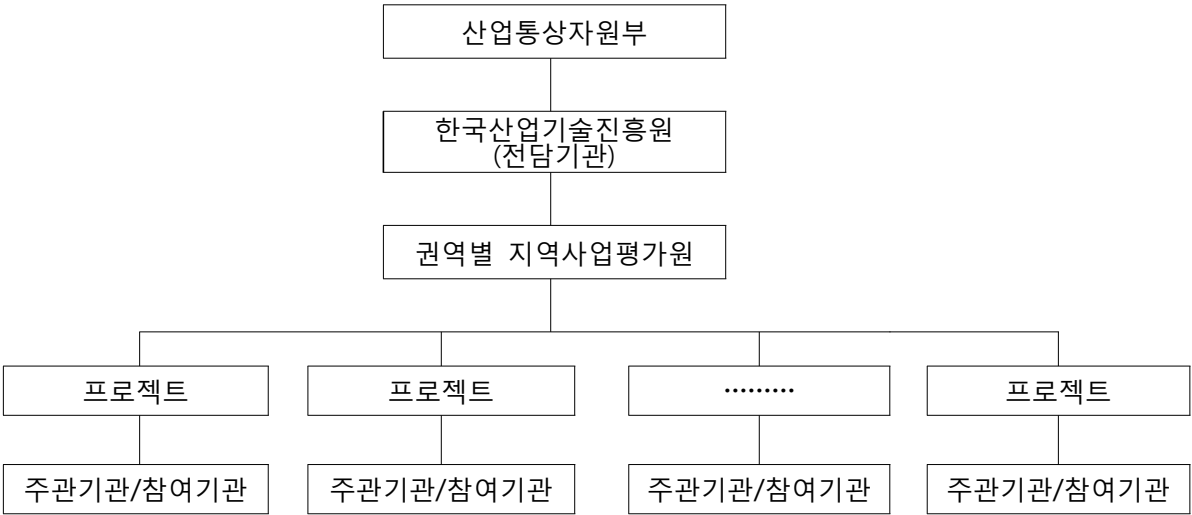 산업통상자원부
한국산업기술진흥원
(전담기관)
권역별 지역사업평가원
프로젝트
프로젝트
·········
프로젝트
주관기관/참여기관
주관기관/참여기관
주관기관/참여기관
주관기관/참여기관